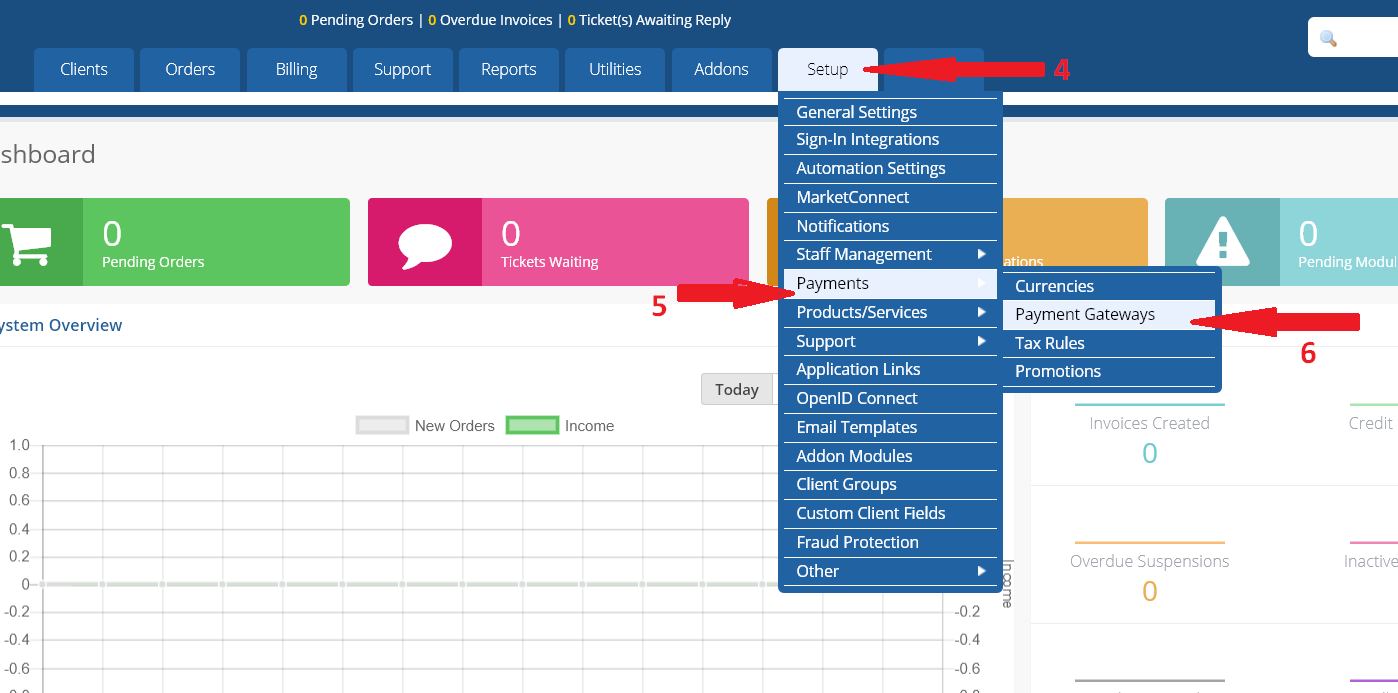 0 Pending Orders | 0 Overdue Invoices | 0 Ticket(s) Awaiting Reply
Clients Orders Billing Support Reports Utilities Addons Setup 4
General Settings
Sign-In Integrations
Automation Settings
MarketConnect
Notifications
Staff Management
Payments
Products/Services
Support
Application Links
OpenID Connect
Email Templates
Addon Modules
Client Groups
Custom Client Fields
Fraud Protection
Other
5
Currencies
Payment Gateways
Tax Rules
Promotions
6
shboard
0
Pending Orders
0
Tickets Waiting
ations
0
Pending Modul
ystem Overview
Today
New Orders Income
1.0
0.8
0.6
0.4
0.2
0
-0.2
-0.4
-0.6
Income
-0.2
-0.4
-0.6
Invoices Created
0
Credit
Overdue Suspensions
0
Inactive